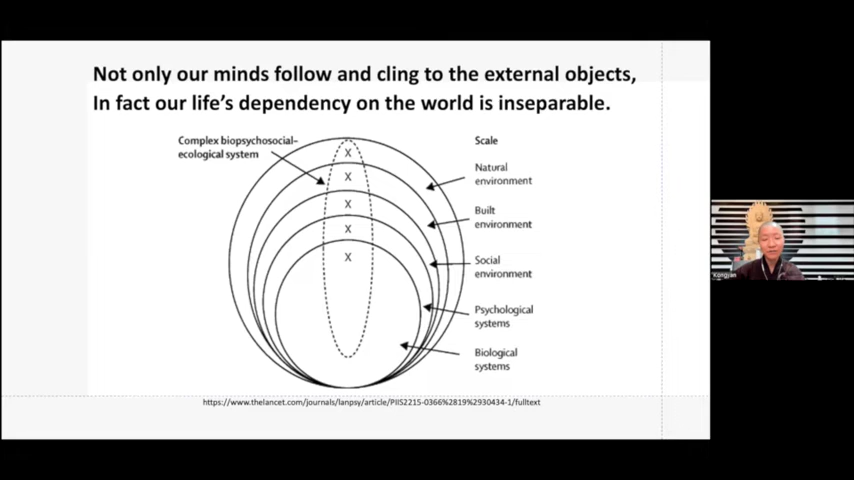 Not only our minds follow and cling to the external objects,
In fact our life's dependency on the world is inseparable.
Complex biopsychosocial-
ecological system
Scale
X
Natural
environment
X
Built
environment
X
X
Social
environment
X
Psychological
systems
Biological
systems
https://www.thelancet.com/journals/lanpsy/article/PIIS2215-0366%2819%2930434-1/fulltext
Kongyan